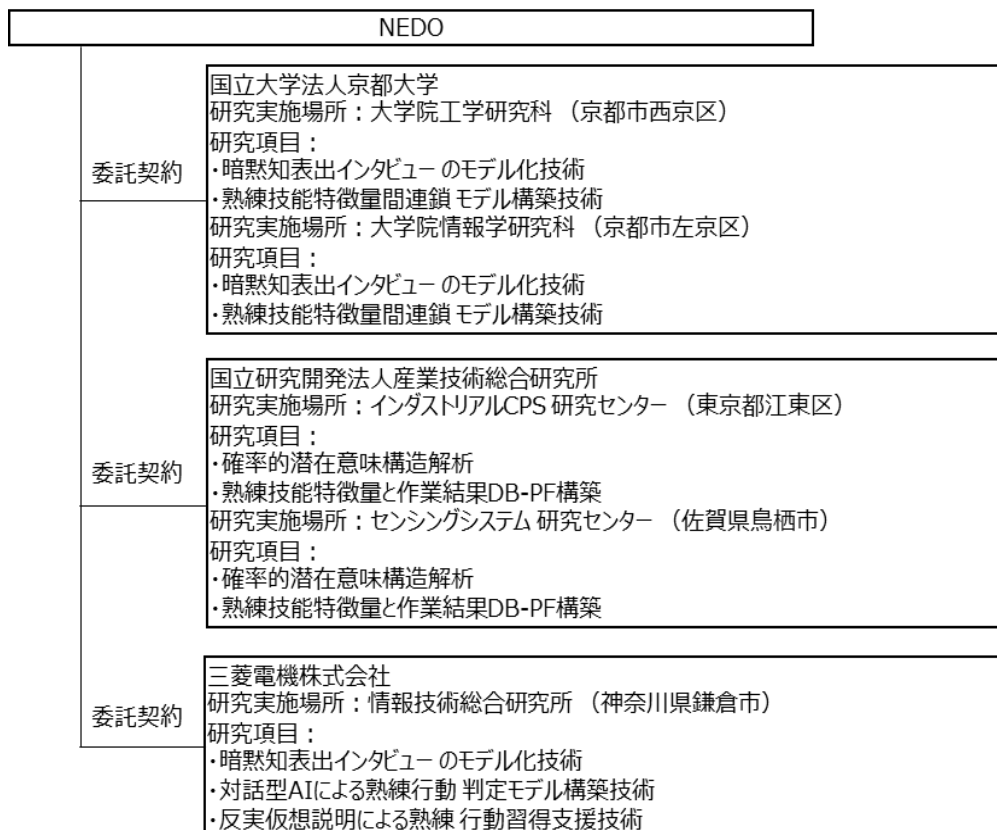 NEDO
委託契約
国立大学法人京都大学
研究実施場所：大学院工学研究科 （京都市西京区）
研究項目：
・暗黙知表出インタビューのモデル化技術
・熟練技能特徴量間連鎖モデル構築技術
研究実施場所：大学院情報学研究科 （京都市左京区）
研究項目：
・暗黙知表出インタビューのモデル化技術
・熟練技能特徴量間連鎖モデル構築技術
委託契約
国立研究開発法人産業技術総合研究所
研究実施場所：インダストリアルCPS研究センター （東京都江東区）
研究項目：
・確率的潜在意味構造解析
・熟練技能特徴量と作業結果DB-PF構築
研究実施場所：センシングシステム研究センター （佐賀県鳥栖市）
研究項目：
・確率的潜在意味構造解析
・熟練技能特徴量と作業結果DB-PF構築
委託契約
三菱電機株式会社
研究実施場所：情報技術総合研究所 （神奈川県鎌倉市）
研究項目：
・暗黙知表出インタビューのモデル化技術
・対話型AIによる熟練行動判定モデル構築技術
・反実仮想説明による熟練行動習得支援技術